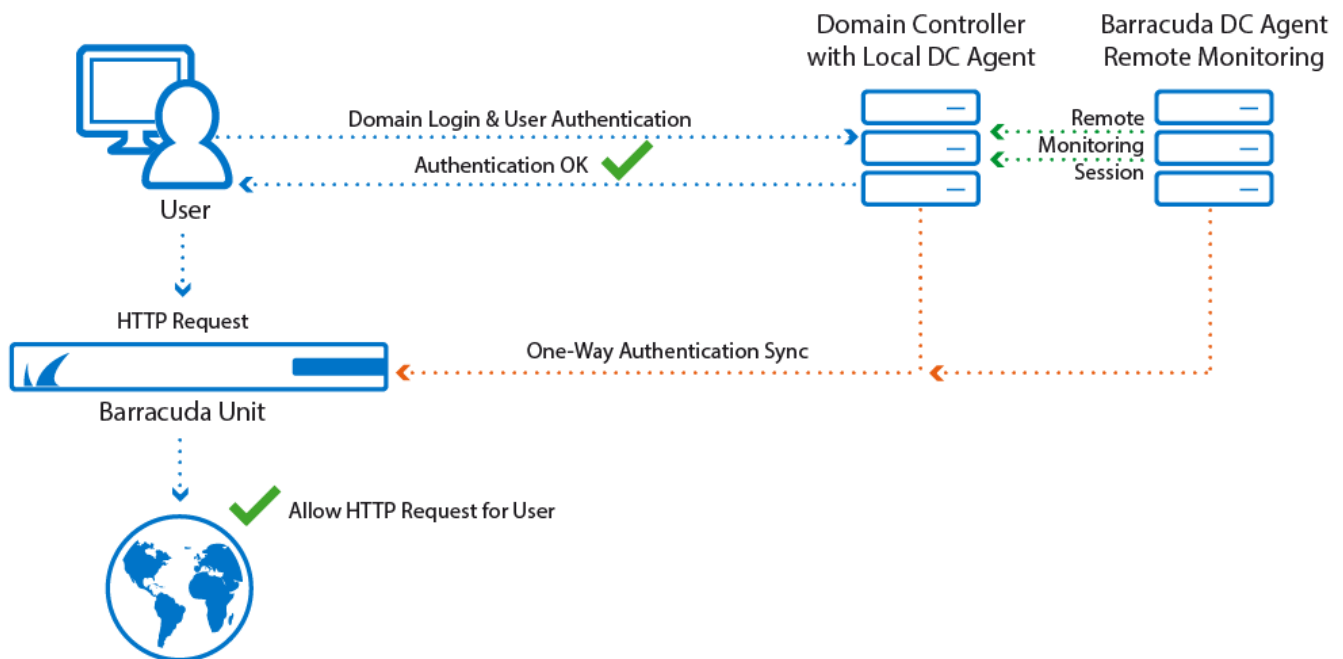 Domain Controller
with Local DC Agent
Barracuda DC Agent
Remote Monitoring
Domain Login & User Authentication
Authentication OK
Remote
Monitoring
Session
User
HTTP Request
One-Way Authentication Sync
Barracuda Unit
Allow HTTP Request for User